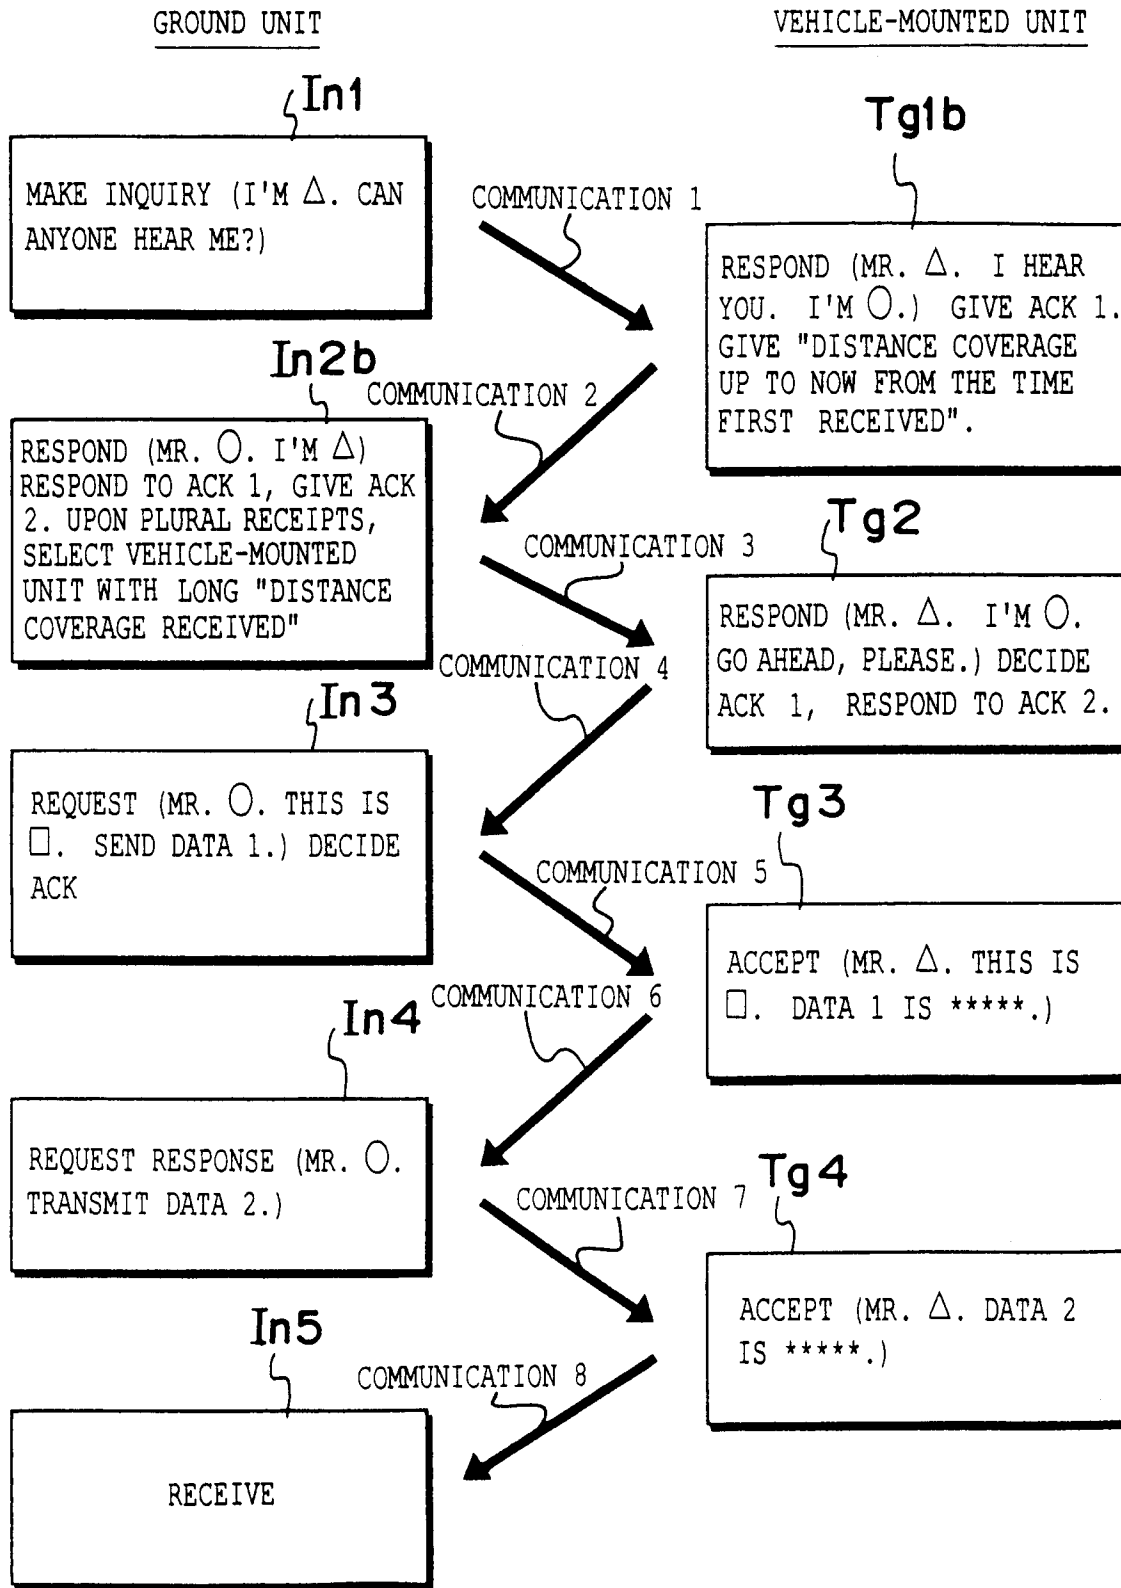 GROUND UNIT
VEHICLE-MOUNTED UNIT
In1
MAKE INQUIRY (I'M △. CAN
ANYONE HEAR ME?)
COMMUNICATION 1
Tg1b
RESPOND (MR. △. I HEAR
YOU. I'M ○.) GIVE ACK 1.
GIVE "DISTANCE COVERAGE
UP TO NOW FROM THE TIME
FIRST RECEIVED".
In2b
COMMUNICATION 2
RESPOND (MR. ○. I'M △)
RESPOND TO ACK 1, GIVE ACK
2. UPON PLURAL RECEIPTS,
SELECT VEHICLE-MOUNTED
UNIT WITH LONG "DISTANCE
COVERAGE RECEIVED"
COMMUNICATION 3
Tg2
RESPOND (MR. △. I'M ○.
GO AHEAD, PLEASE.) DECIDE
ACK 1, RESPOND TO ACK 2.
COMMUNICATION 4
In3
REQUEST (MR. ○. THIS IS
□. SEND DATA 1.) DECIDE
ACK
COMMUNICATION 5
Tg3
ACCEPT (MR. △. THIS IS
□. DATA 1 IS *****.)
COMMUNICATION 6
In4
REQUEST RESPONSE (MR. ○.
TRANSMIT DATA 2.)
COMMUNICATION 7
Tg4
ACCEPT (MR. △. DATA 2
IS *****.)
COMMUNICATION 8
In5
RECEIVE